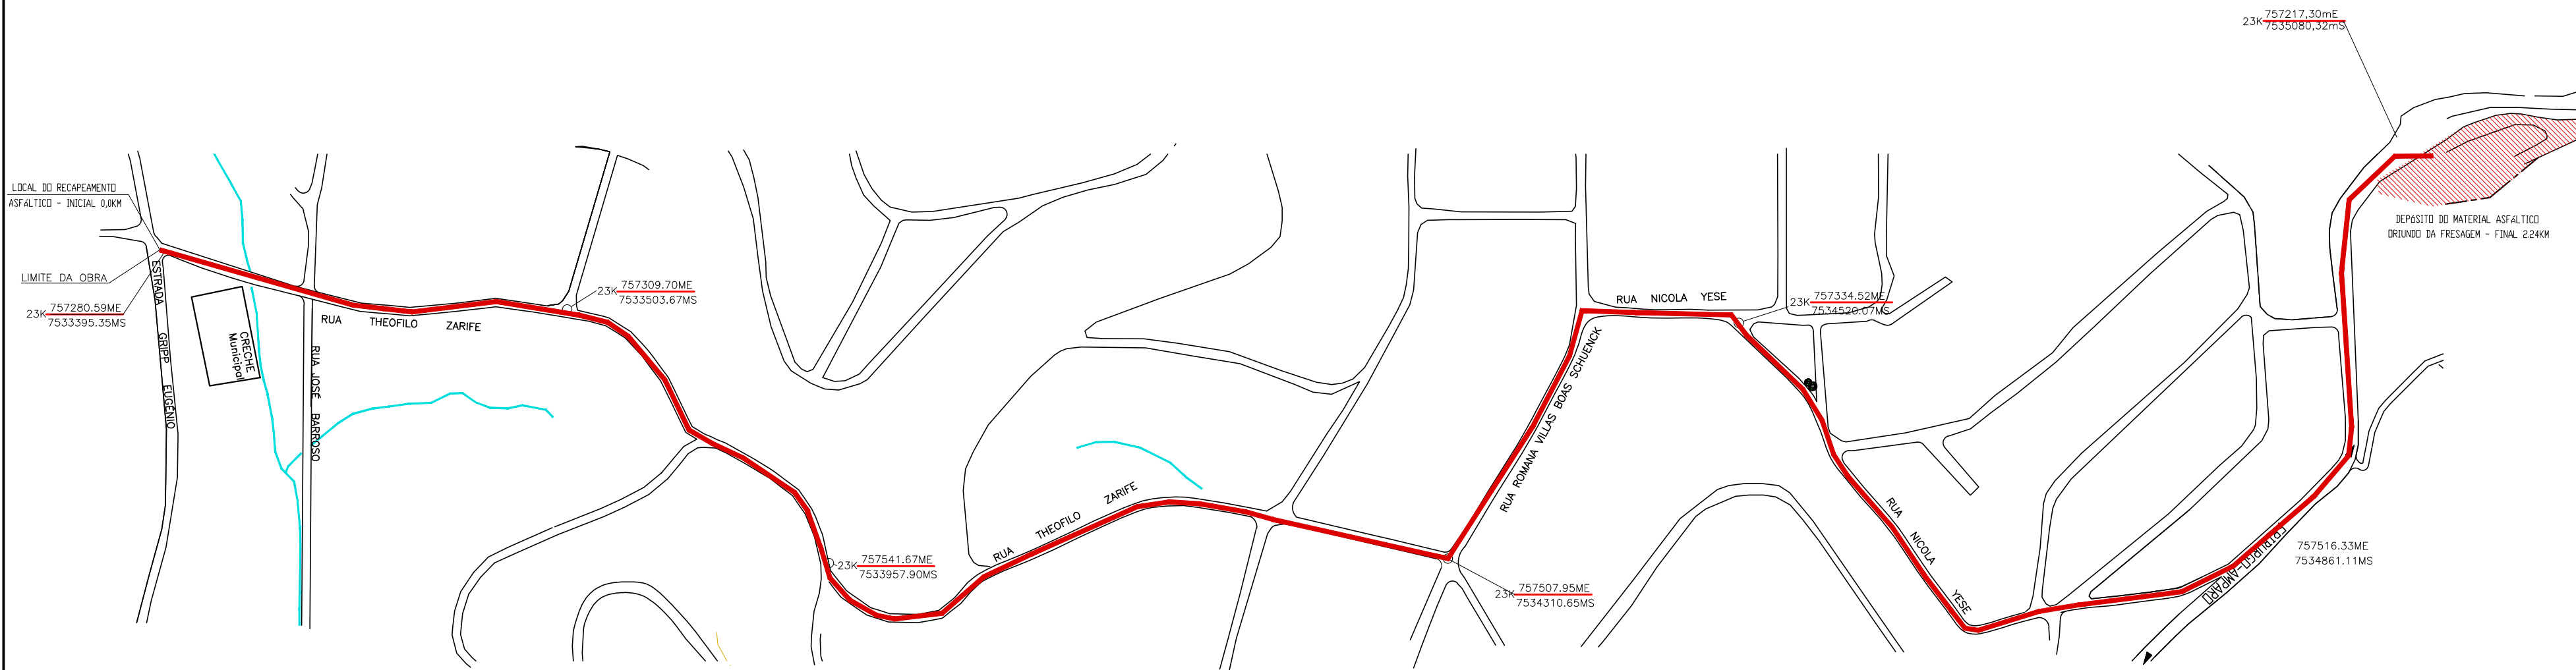 757217,30mE
23K
7535080,32mS
LOCAL DO RECAPEAMENTO
ASFáLTICO - INICIAL 0,0KM
DEPóSITO DO MATERIAL ASFáLTICO
ORIUNDO DA FRESAGEM - FINAL 2.24KM
LIMITE DA OBRA
757280.59ME
23K
7533395.35MS
ESTRADA GRIPP EUGÊNIO
CRECHE
Municipal
RUA JOSÉ BARROSO
RUA THEOFILO ZARIFE
757309.70ME
23K
7533503.67MS
757541.67ME
23K
7533957.90MS
RUA THEOFILO ZARIFE
757507.95ME
23K
7534310.65MS
RUA ROMANA VILLAS BOAS SCHUENCK
RUA NICOLA YESE
757334.52ME
23K
7534520.07MS
RUA NICOLA YESE
FRIBURGO-AMPARO
757516.33ME
7534861.11MS